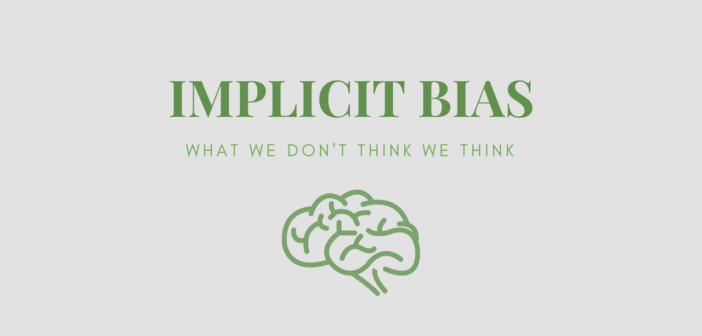 IMPLICIT BIAS
WHAT WE DON'T THINK WE THINK